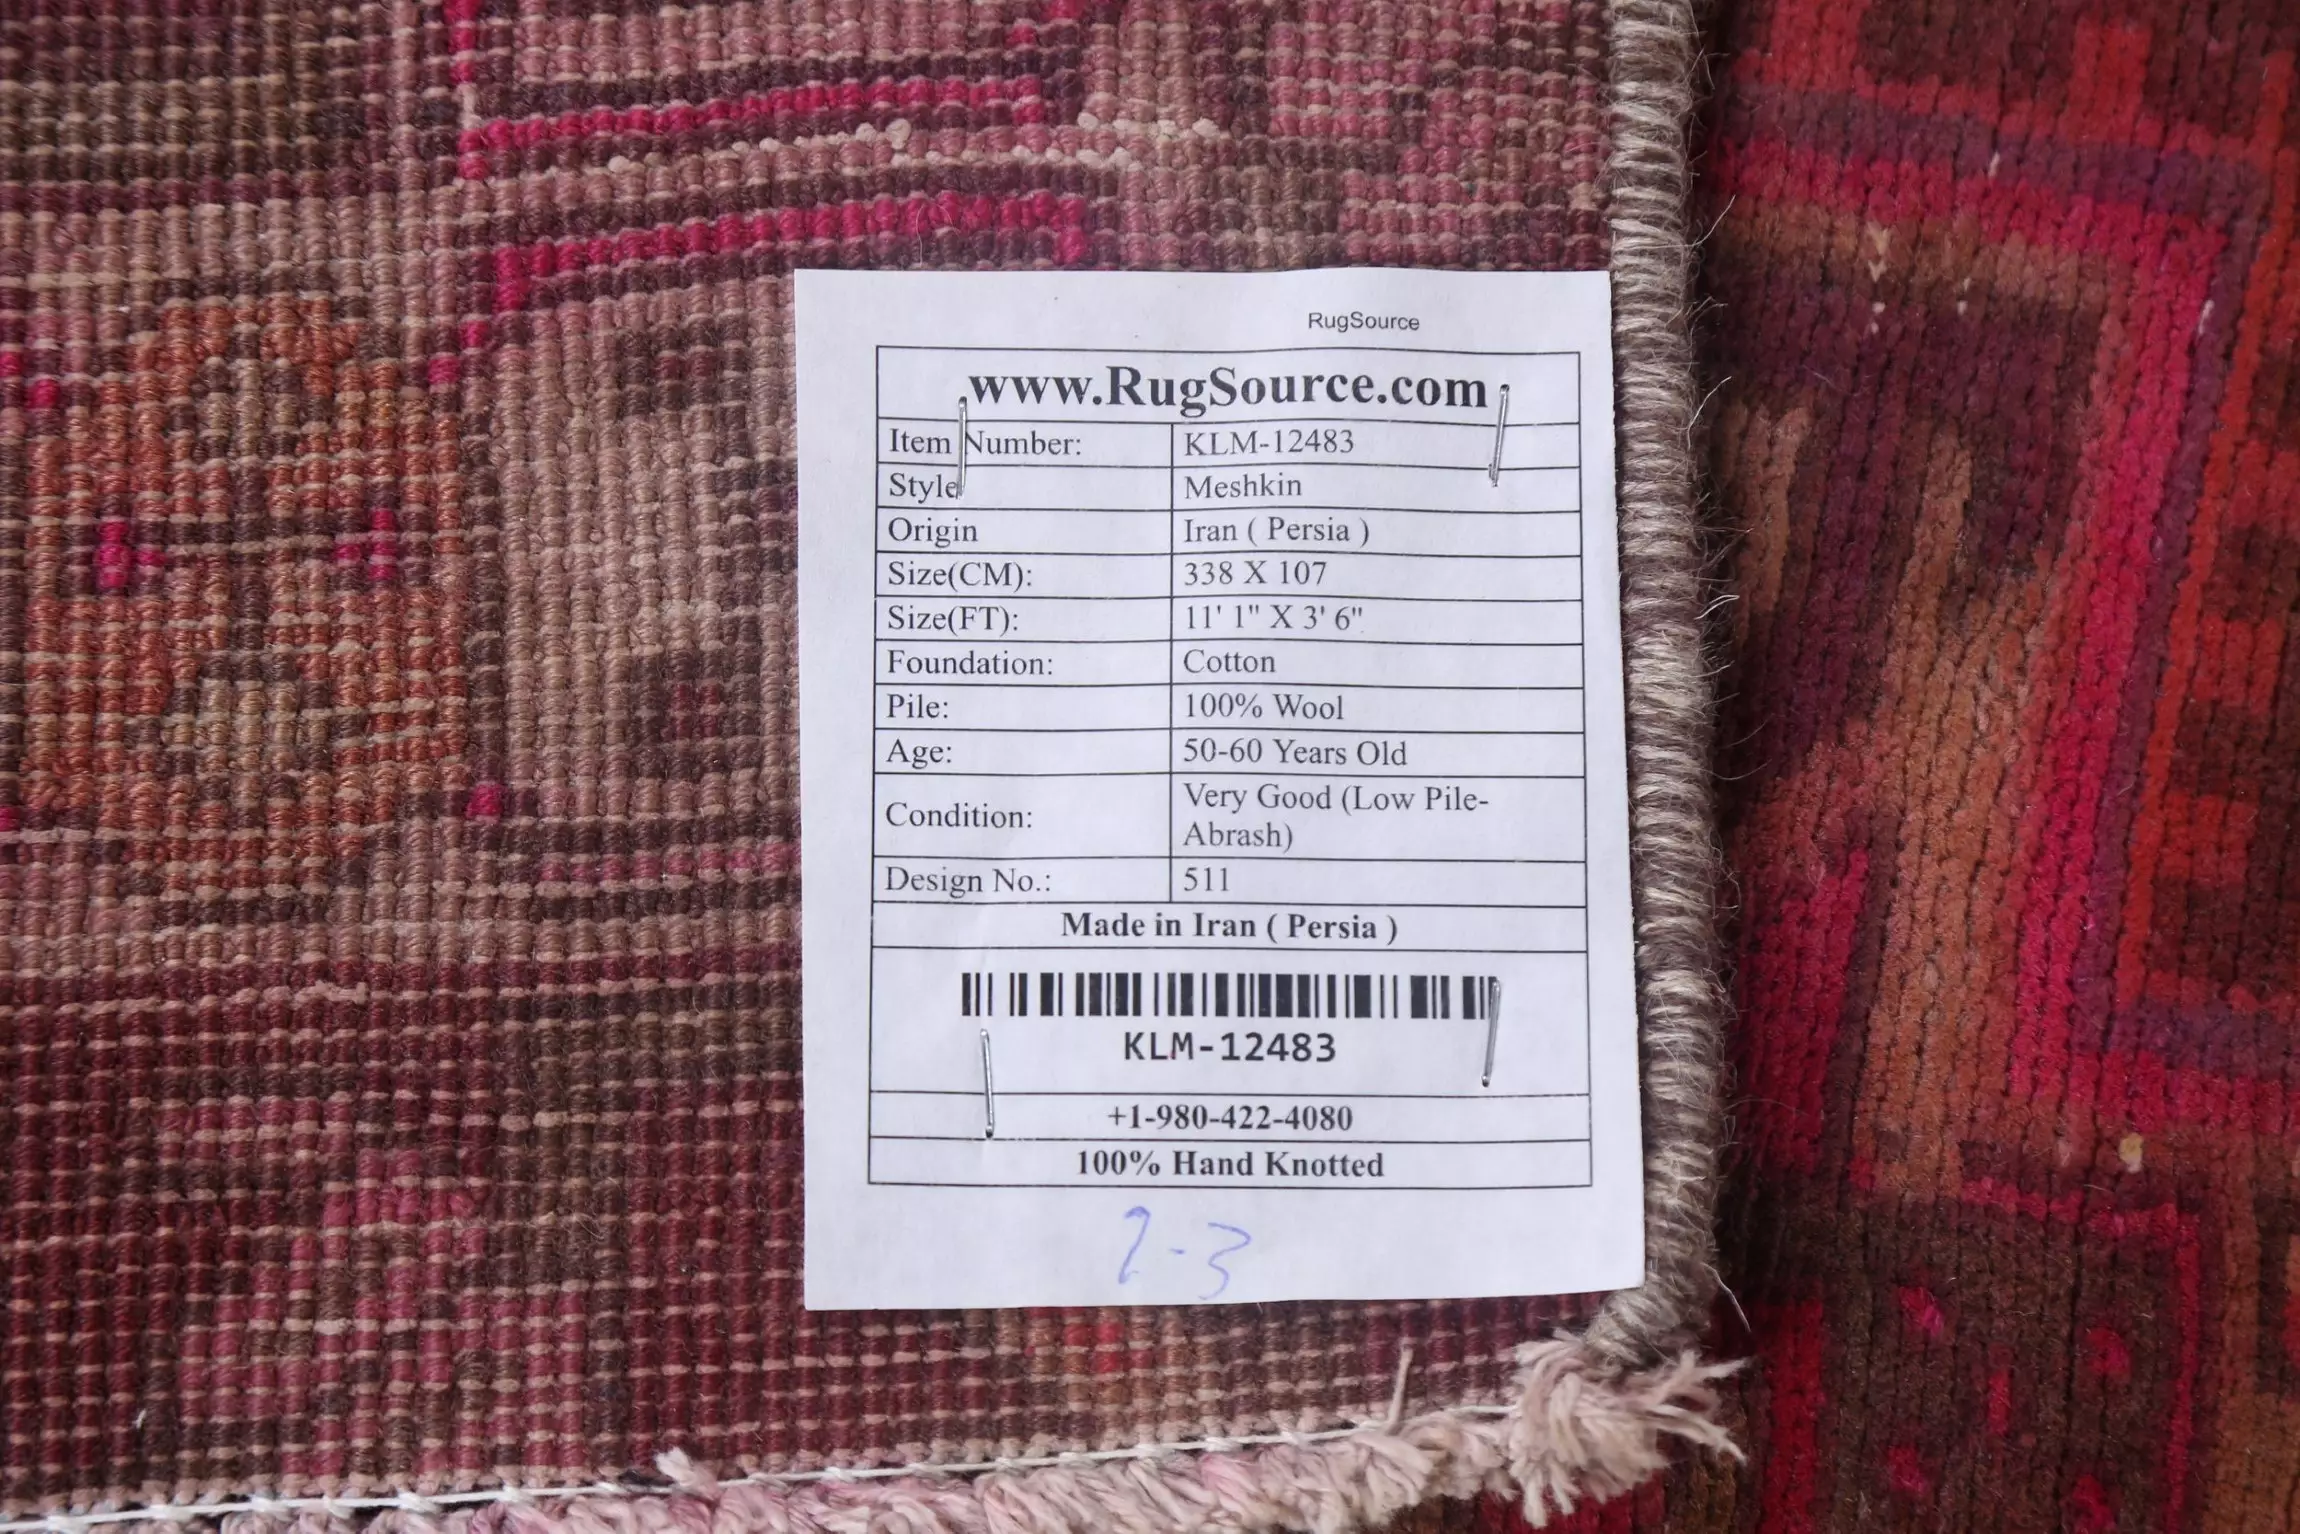 RugSource
www.RugSource.com
Item Number: KLM-12483
Style Meshkin
Origin Iran ( Persia )
Size(CM): 338 X 107
Size(FT): 11' 1" X 3' 6"
Foundation: Cotton
Pile: 100% Wool
Age: 50-60 Years Old
Condition: Very Good (Low Pile-
Abrash)
Design No.: 511
Made in Iran ( Persia )
KLM-12483
+1-980-422-4080
100% Hand Knotted